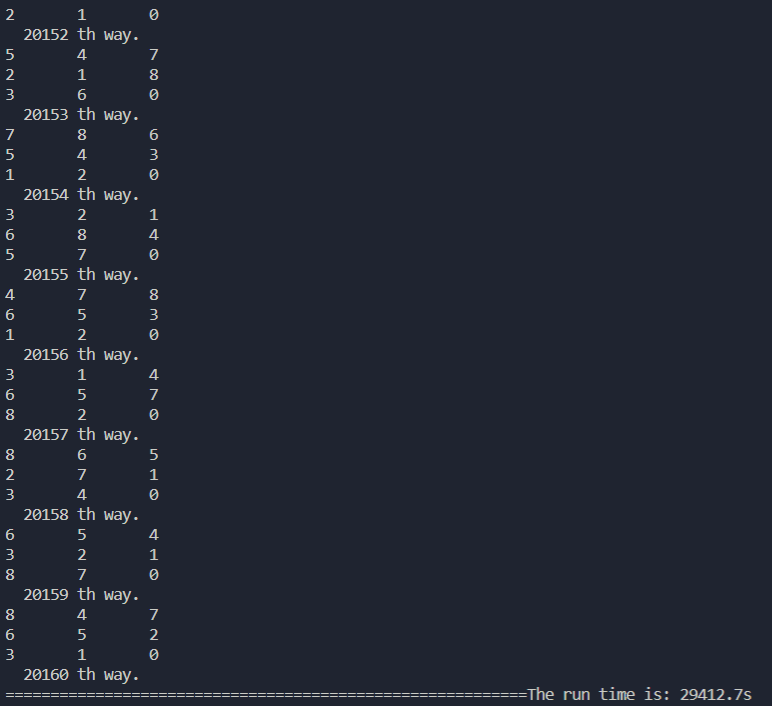 2 1 0
20152 th way.
5 4 7
2 1 8
3 6 0
20153 th way.
7 8 6
5 4 3
1 2 0
20154 th way.
3 2 1
6 8 4
5 7 0
20155 th way.
4 7 8
6 5 3
1 2 0
20156 th way.
3 1 4
6 5 7
8 2 0
20157 th way.
8 6 5
2 7 1
3 4 0
20158 th way.
6 5 4
3 2 1
8 7 0
20159 th way.
8 4 7
6 5 2
3 1 0
20160 th way.
==========================================================The run time is: 29412.7s